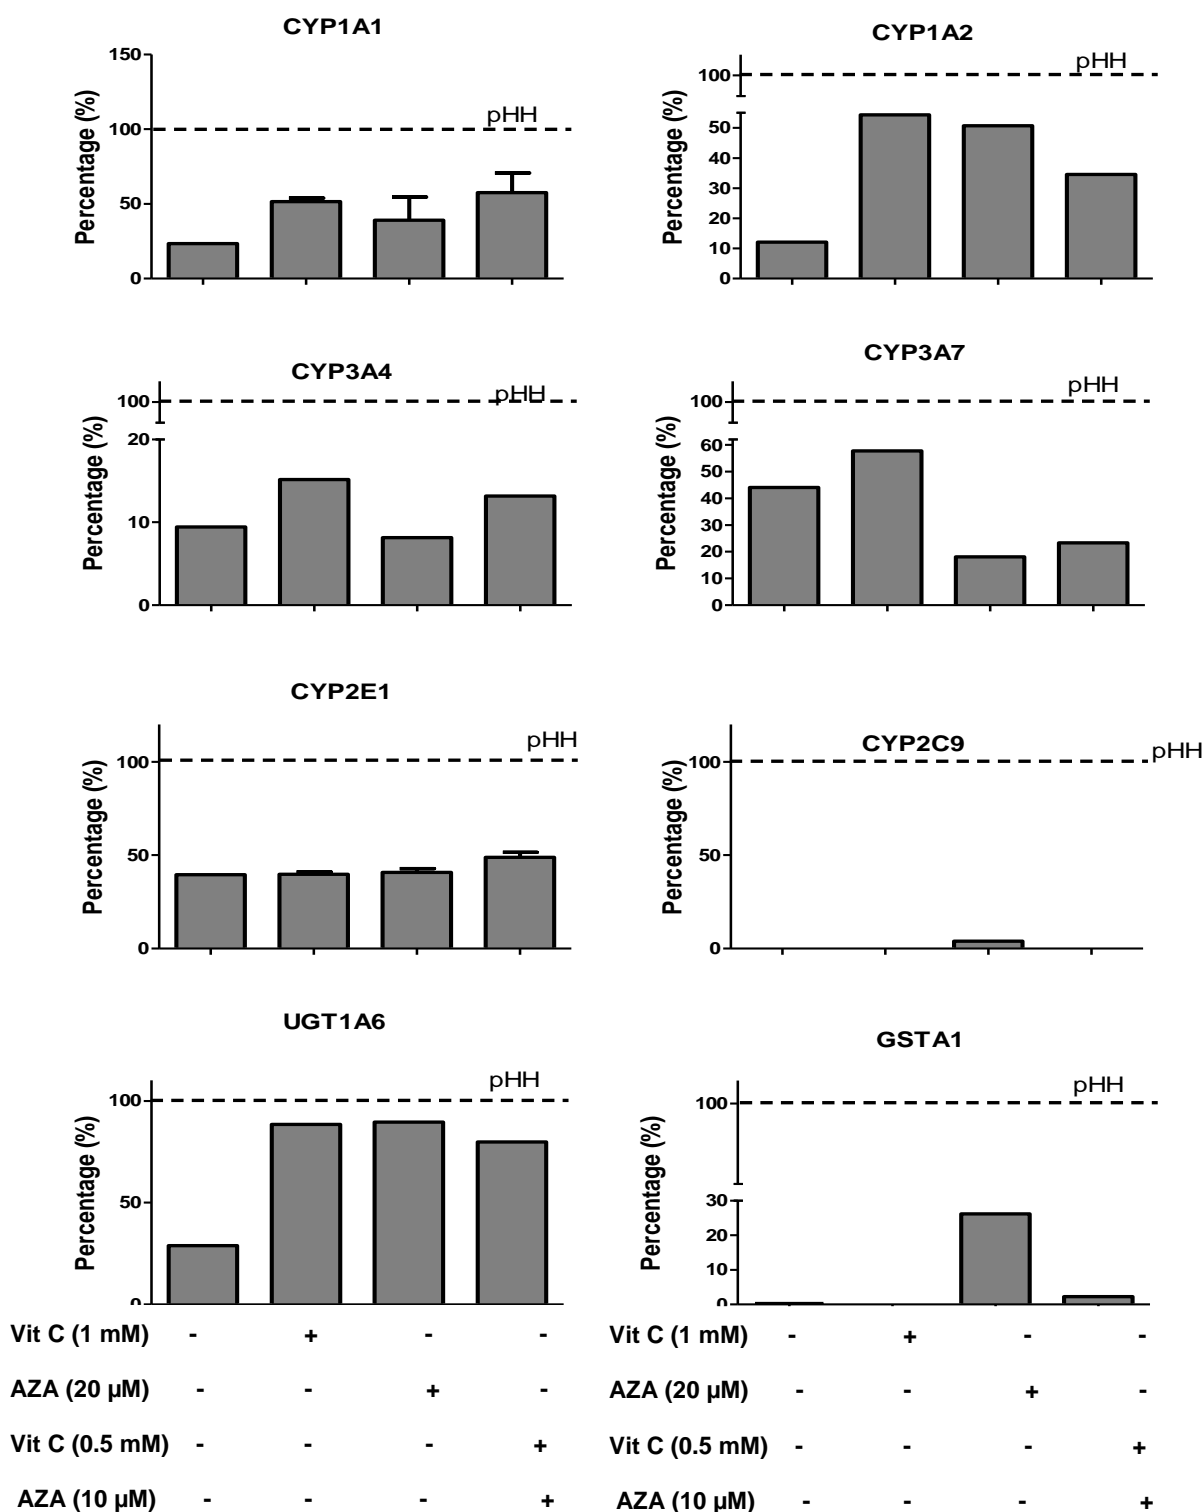 CYP1A1
150
100
50
0
Percentage (%)
pHH
CYP1A2
100
50
40
30
20
10
0
Percentage (%)
pHH
CYP3A4
100
20
10
0
Percentage (%)
pHH
CYP3A7
100
60
50
40
30
20
10
0
Percentage (%)
pHH
CYP2E1
100
50
0
Percentage (%)
pHH
CYP2C9
100
50
0
Percentage (%)
pHH
UGT1A6
100
50
0
Percentage (%)
pHH
GSTA1
100
30
20
10
0
Percentage (%)
pHH
Vit C (1 mM) - + - -
AZA (20 µM) - - + -
Vit C (0.5 mM) - - - +
AZA (10 µM) - - - +
Vit C (1 mM) - + - -
AZA (20 µM) - - + -
Vit C (0.5 mM) - - - +
AZA (10 µM) - - - +